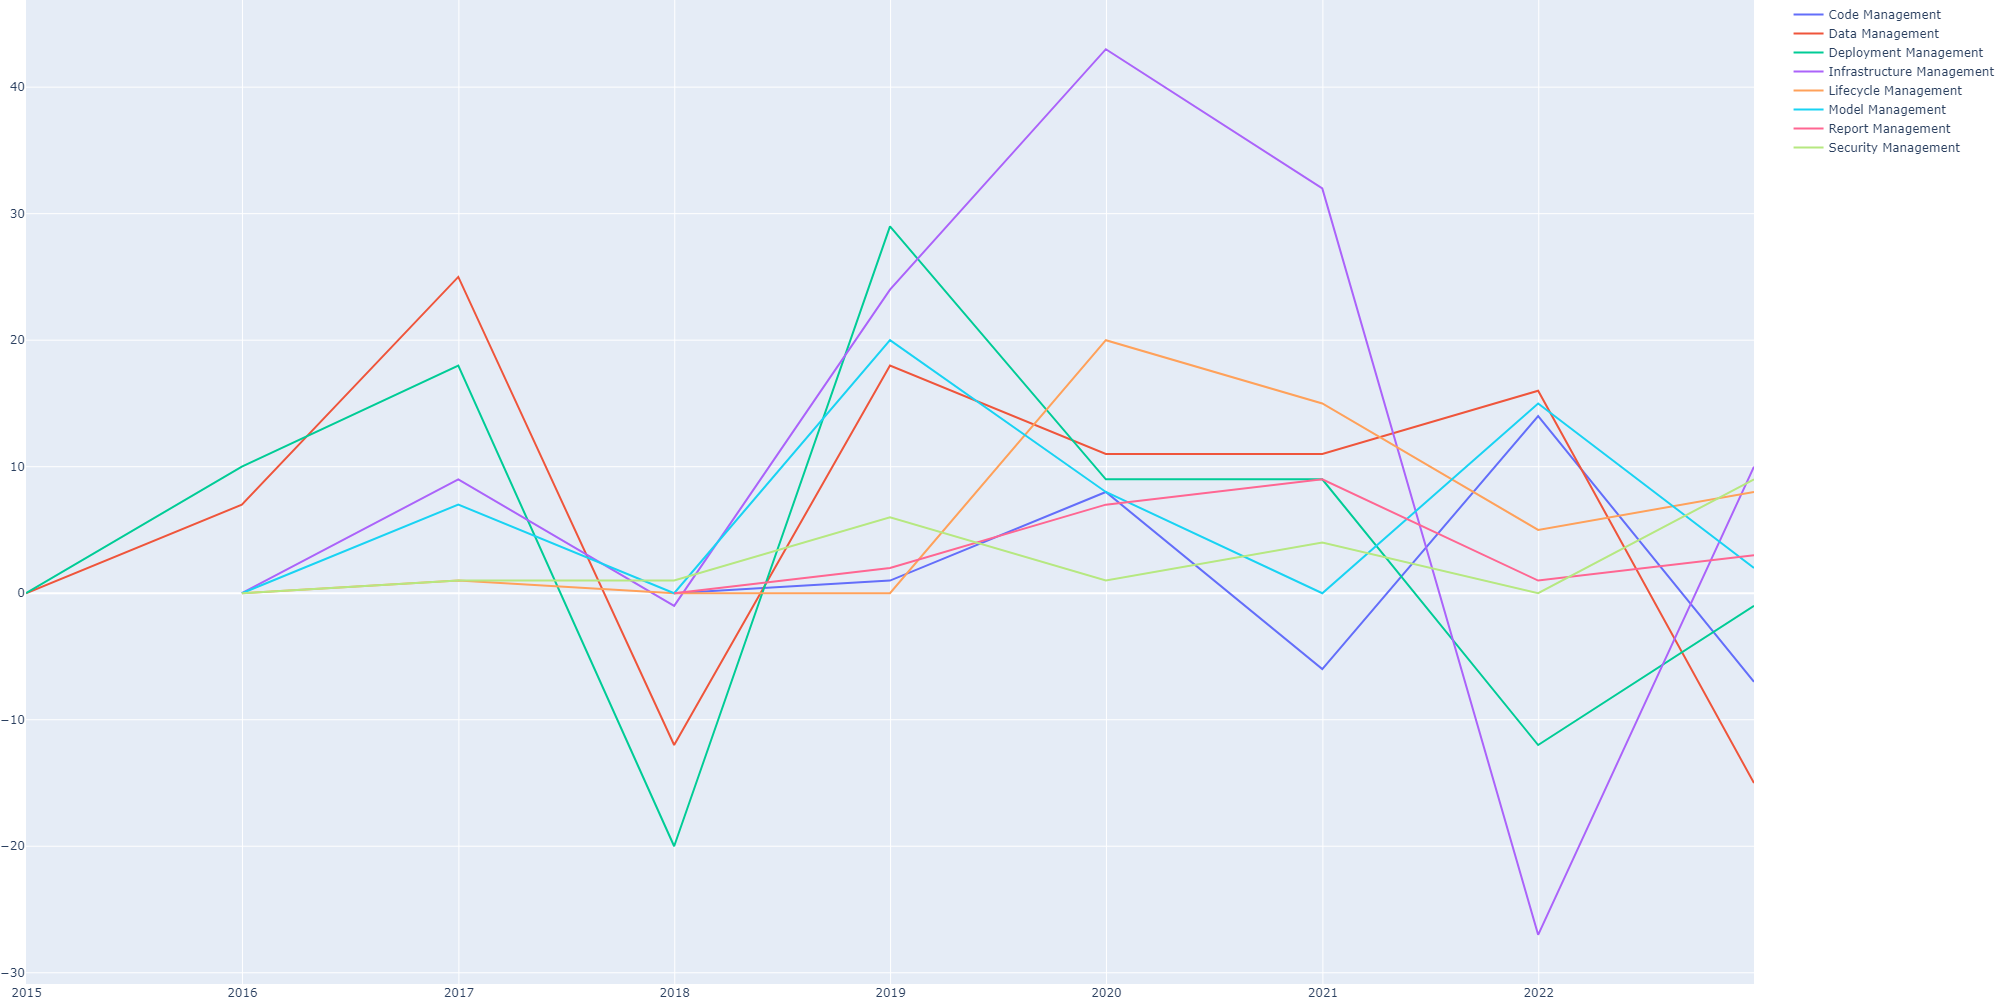 Code Management
Data Management
Deployment Management
Infrastructure Management
Lifecycle Management
Model Management
Report Management
Security Management
40
30
20
10
0
−10
−20
−30
2015 2016 2017 2018 2019 2020 2021 2022